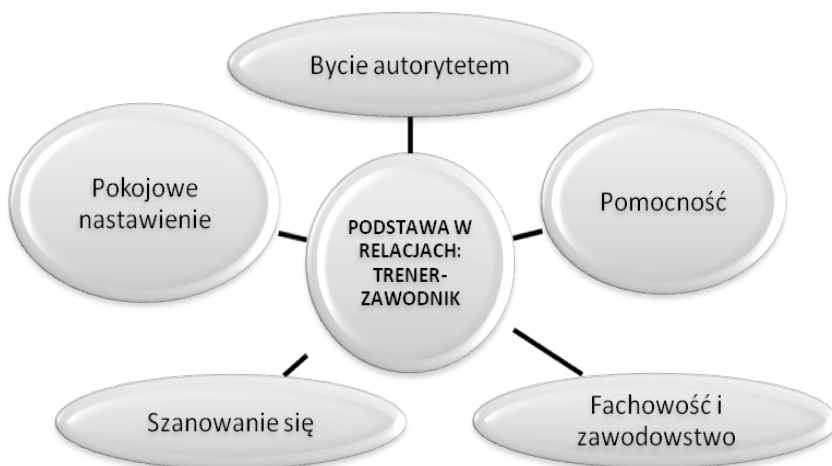 Bycie autorytetem
Pokojowe
nastawienie
Pomocność
PODSTAWA W
RELACJACH:
TRENER-
ZAWODNIK
Szanowanie się
Fachowość i
zawodowstwo